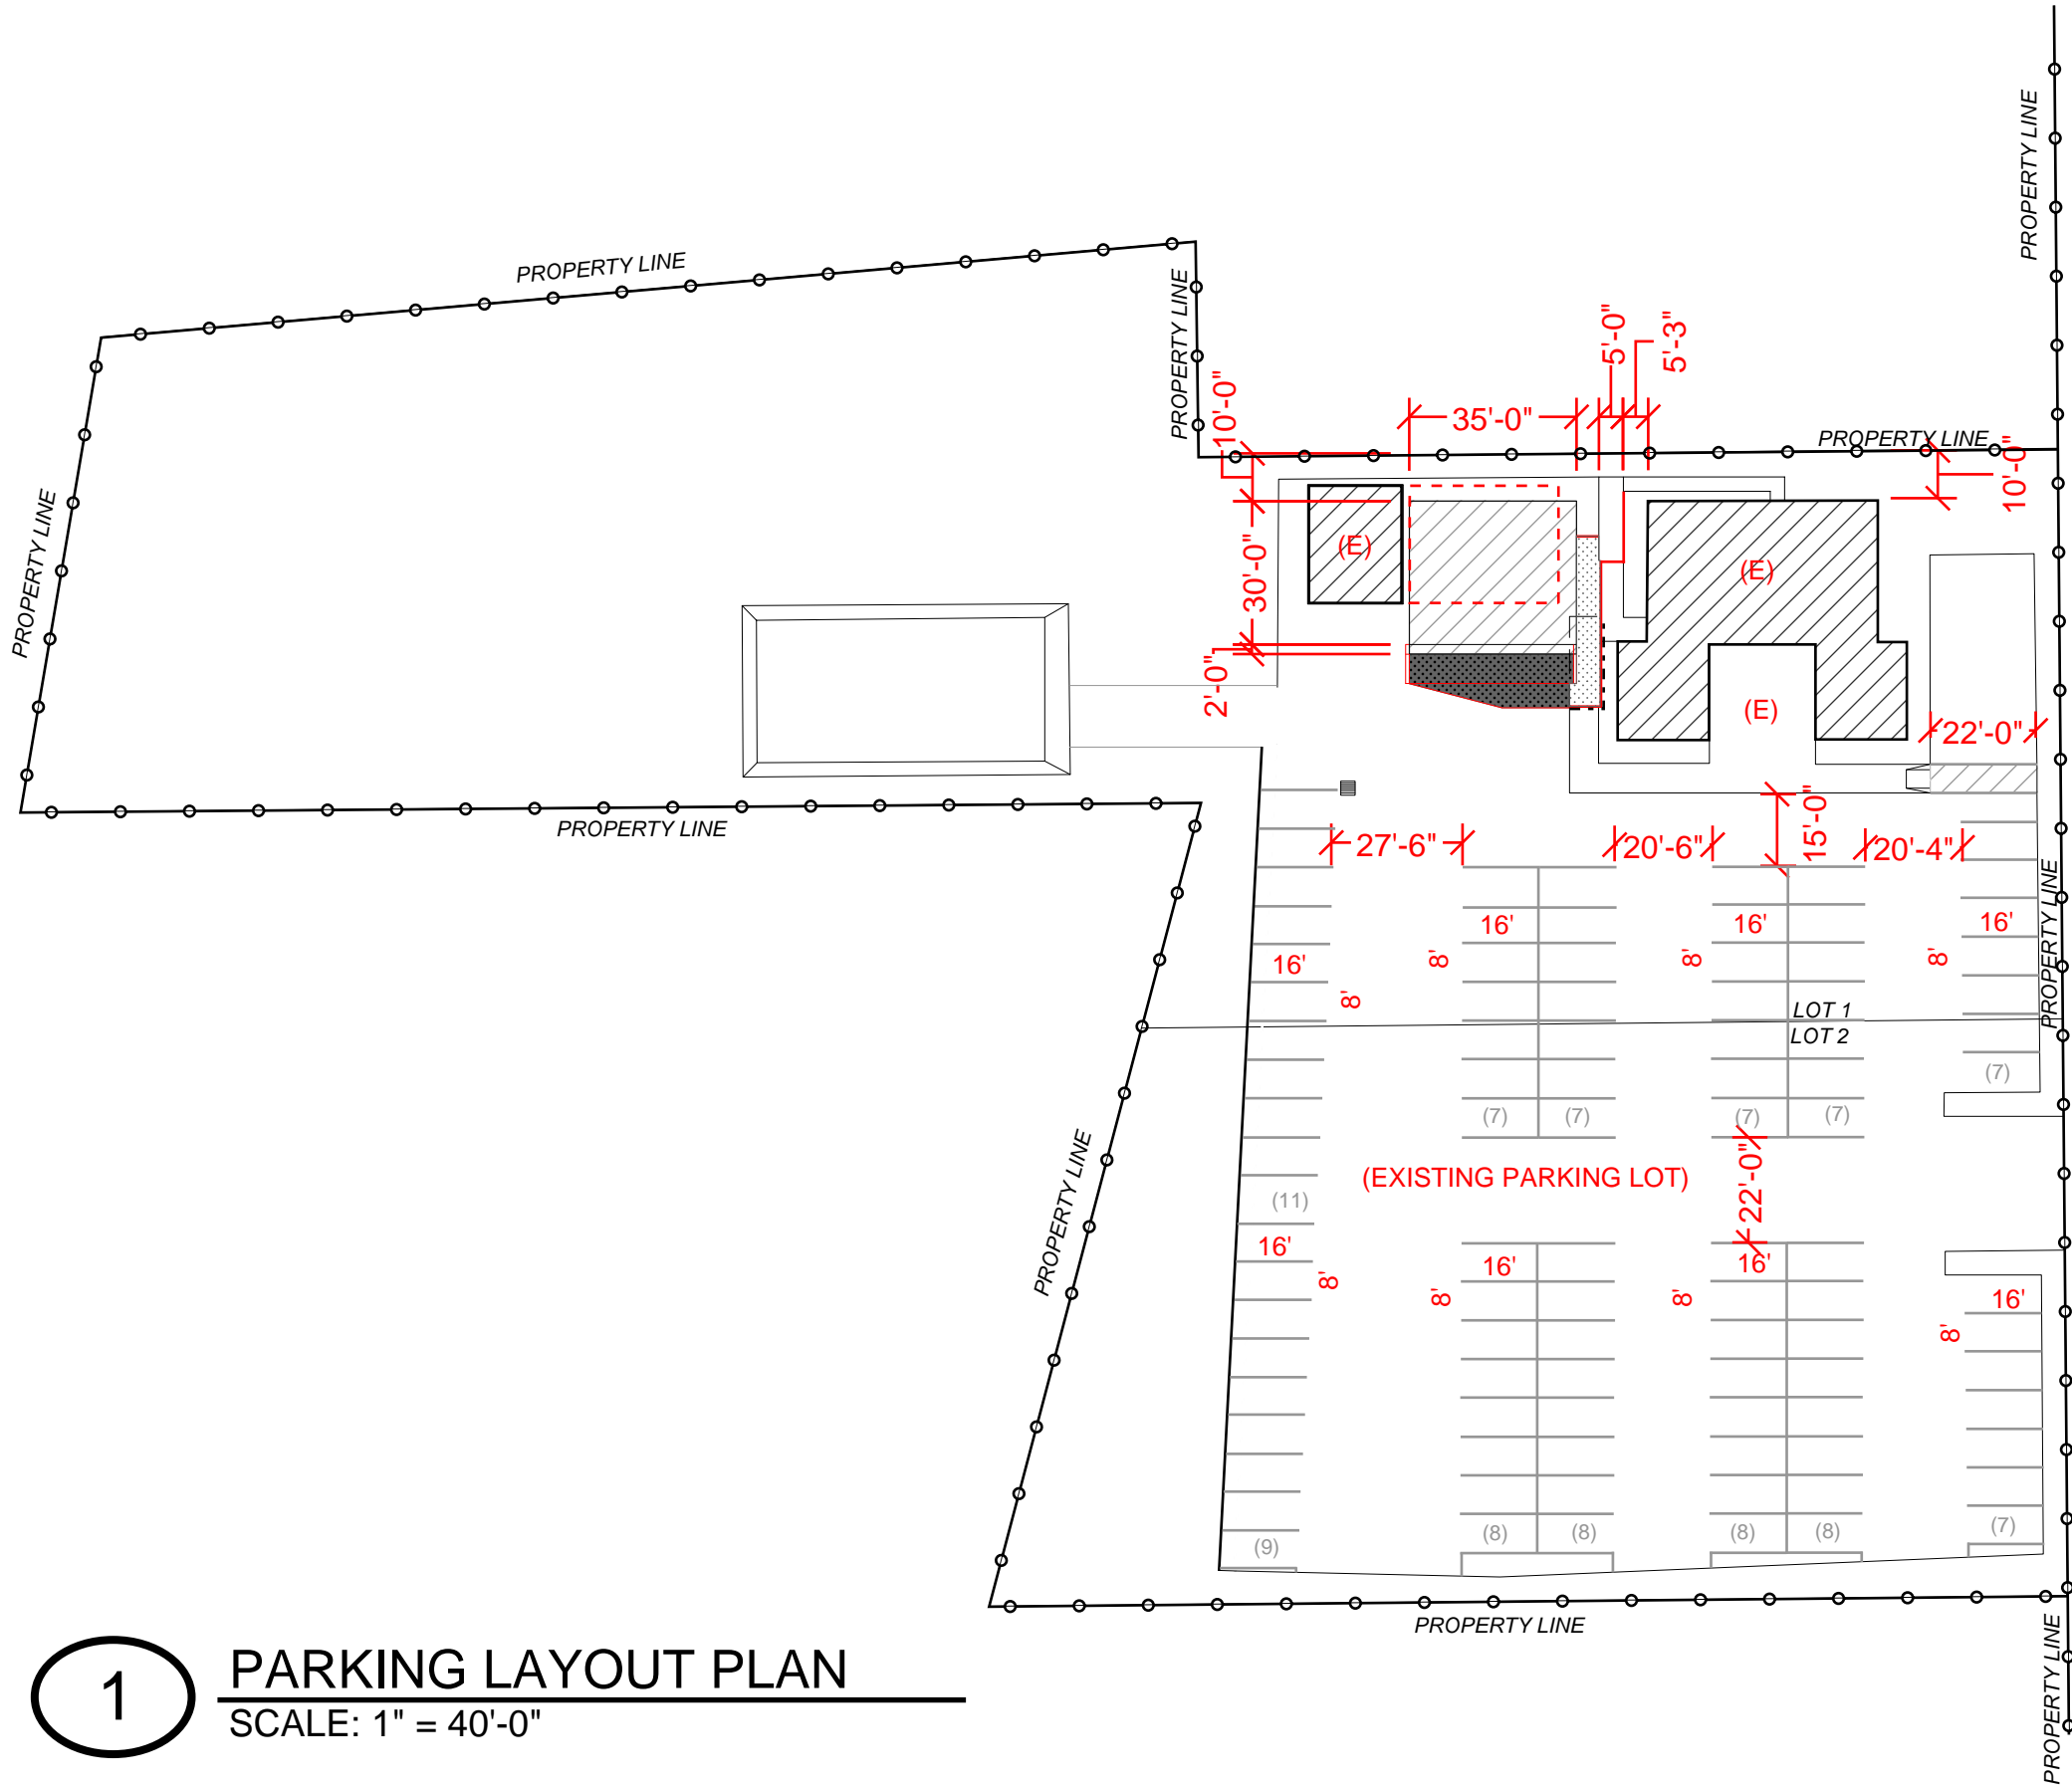 PROPERTY LINE
PROPERTY LINE
PROPERTY LINE
PROPERTY LINE
PROPERTY LINE
PROPERTY LINE
10'-0"
35'-0"
5'-0"
5'-3"
10'-0"
30'-0"
2'-0"
(E)
(E)
(E)
22'-0"
27'-6"
20'-6"
15'-0"
20'-4"
PROPERTY LINE
16'
8'
16'
8'
16'
8'
16'
8'
LOT 1
LOT 2
(7)
(7)
(7)
(7)
(7)
PROPERTY LINE
(EXISTING PARKING LOT)
22'-0"
(11)
16'
8'
16'
8'
16'
8'
16'
8'
(9)
(8)
(8)
(8)
(8)
(7)
PROPERTY LINE
PROPERTY LINE
1
PARKING LAYOUT PLAN
SCALE: 1" = 40'-0"